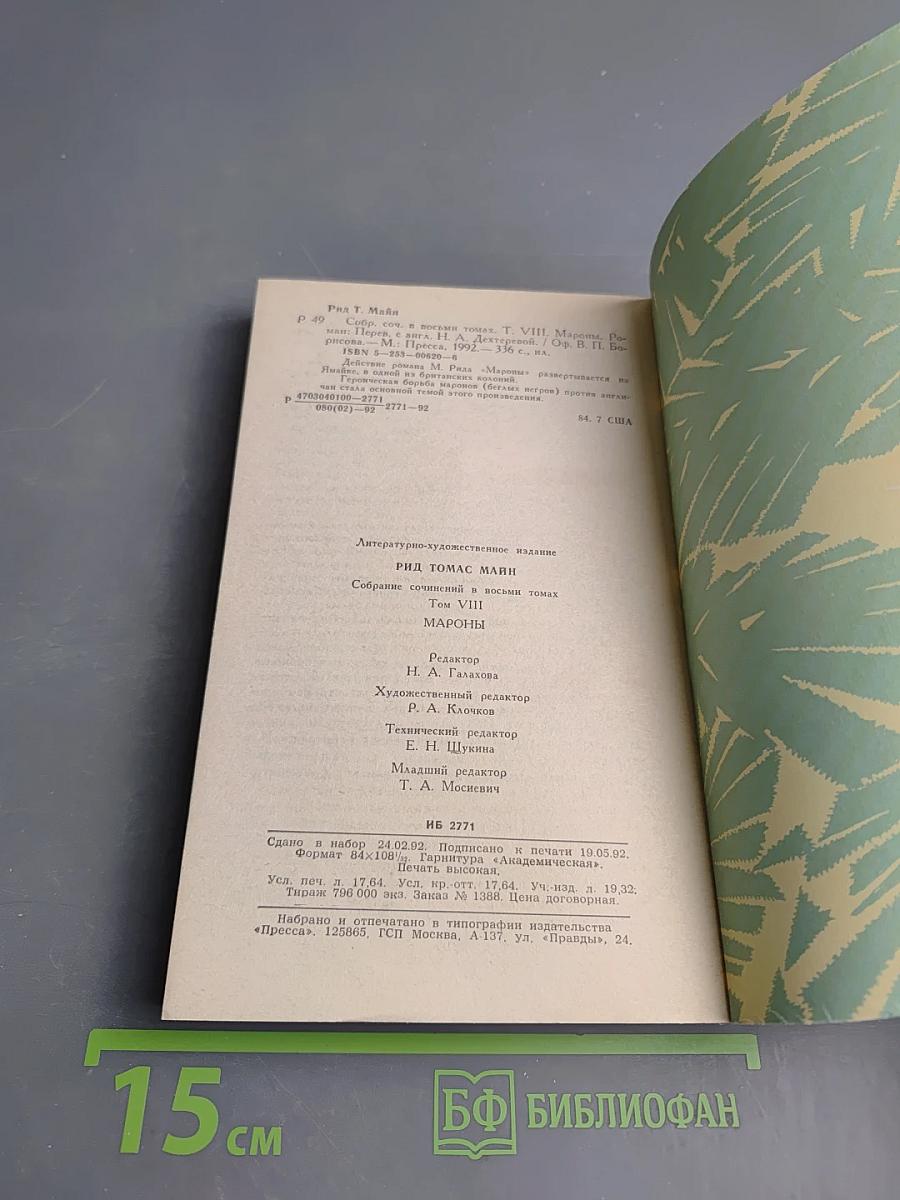 Рид Т. Майн
Р 49 Собр. соч. в восьми томах. Т. VIII. Мароны. Ро-
ман: Перев. с англ. Н. А. Дехтеревой. / Оф. В. П. Бо-
рисова. — М.: Пресса, 1992. — 336 с., ил.
ISBN 5—253—00620—6
Действие романа М. Рида «Мароны» развертывается на
Ямайке, в одной из британских колоний.
Героическая борьба маронов (беглых негров) против англи-
чан стала основной темой этого произведения.
Р 4703040100—2771
080(02)—92 2771—92
84. 7 США
Литературно-художественное издание
РИД ТОМАС МАЙН
Собрание сочинений в восьми томах
Том VIII
МАРОНЫ
Редактор
Н. А. Галахова
Художественный редактор
Р. А. Клочков
Технический редактор
Е. Н. Щукина
Младший редактор
Т. А. Мосиевич
ИБ 2771
Сдано в набор 24.02.92. Подписано к печати 19.05.92.
Формат 84×108¹/₃₂. Гарнитура «Академическая».
Печать высокая.
Усл. печ. л. 17,64. Усл. кр.-отт. 17,64. Уч.-изд. л. 19,32.
Тираж 796 000 экз. Заказ № 1388. Цена договорная.
Набрано и отпечатано в типографии издательства
«Пресса». 125865, ГСП Москва, А-137, ул. «Правды», 24.
15 см
БФ БИБЛИОФАН